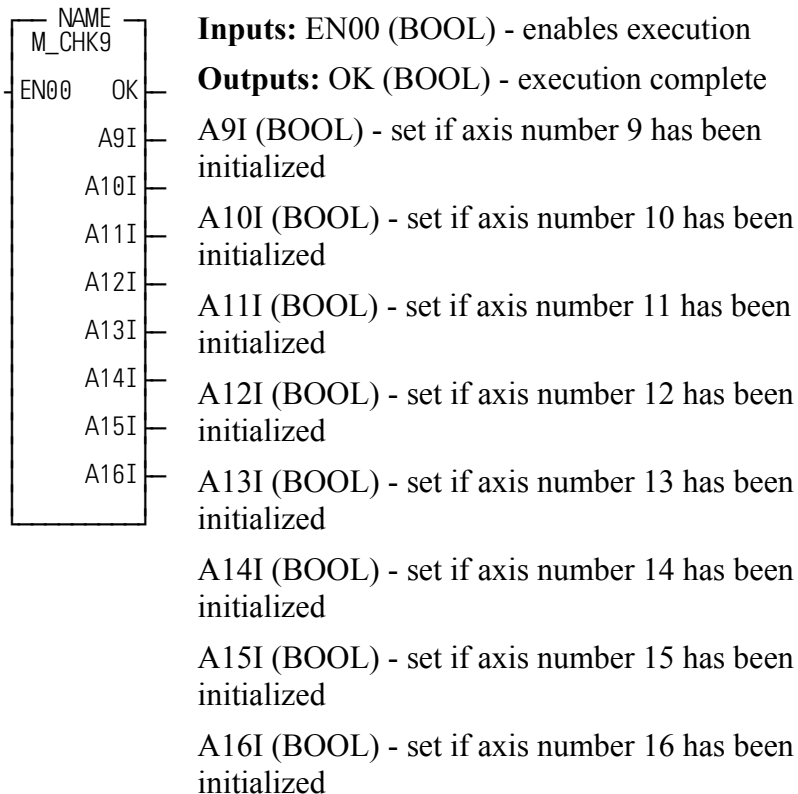 NAME
M_CHK9
EN00 OK
A9I
A10I
A11I
A12I
A13I
A14I
A15I
A16I
Inputs: EN00 (BOOL) - enables execution
Outputs: OK (BOOL) - execution complete
A9I (BOOL) - set if axis number 9 has been
initialized
A10I (BOOL) - set if axis number 10 has been
initialized
A11I (BOOL) - set if axis number 11 has been
initialized
A12I (BOOL) - set if axis number 12 has been
initialized
A13I (BOOL) - set if axis number 13 has been
initialized
A14I (BOOL) - set if axis number 14 has been
initialized
A15I (BOOL) - set if axis number 15 has been
initialized
A16I (BOOL) - set if axis number 16 has been
initialized